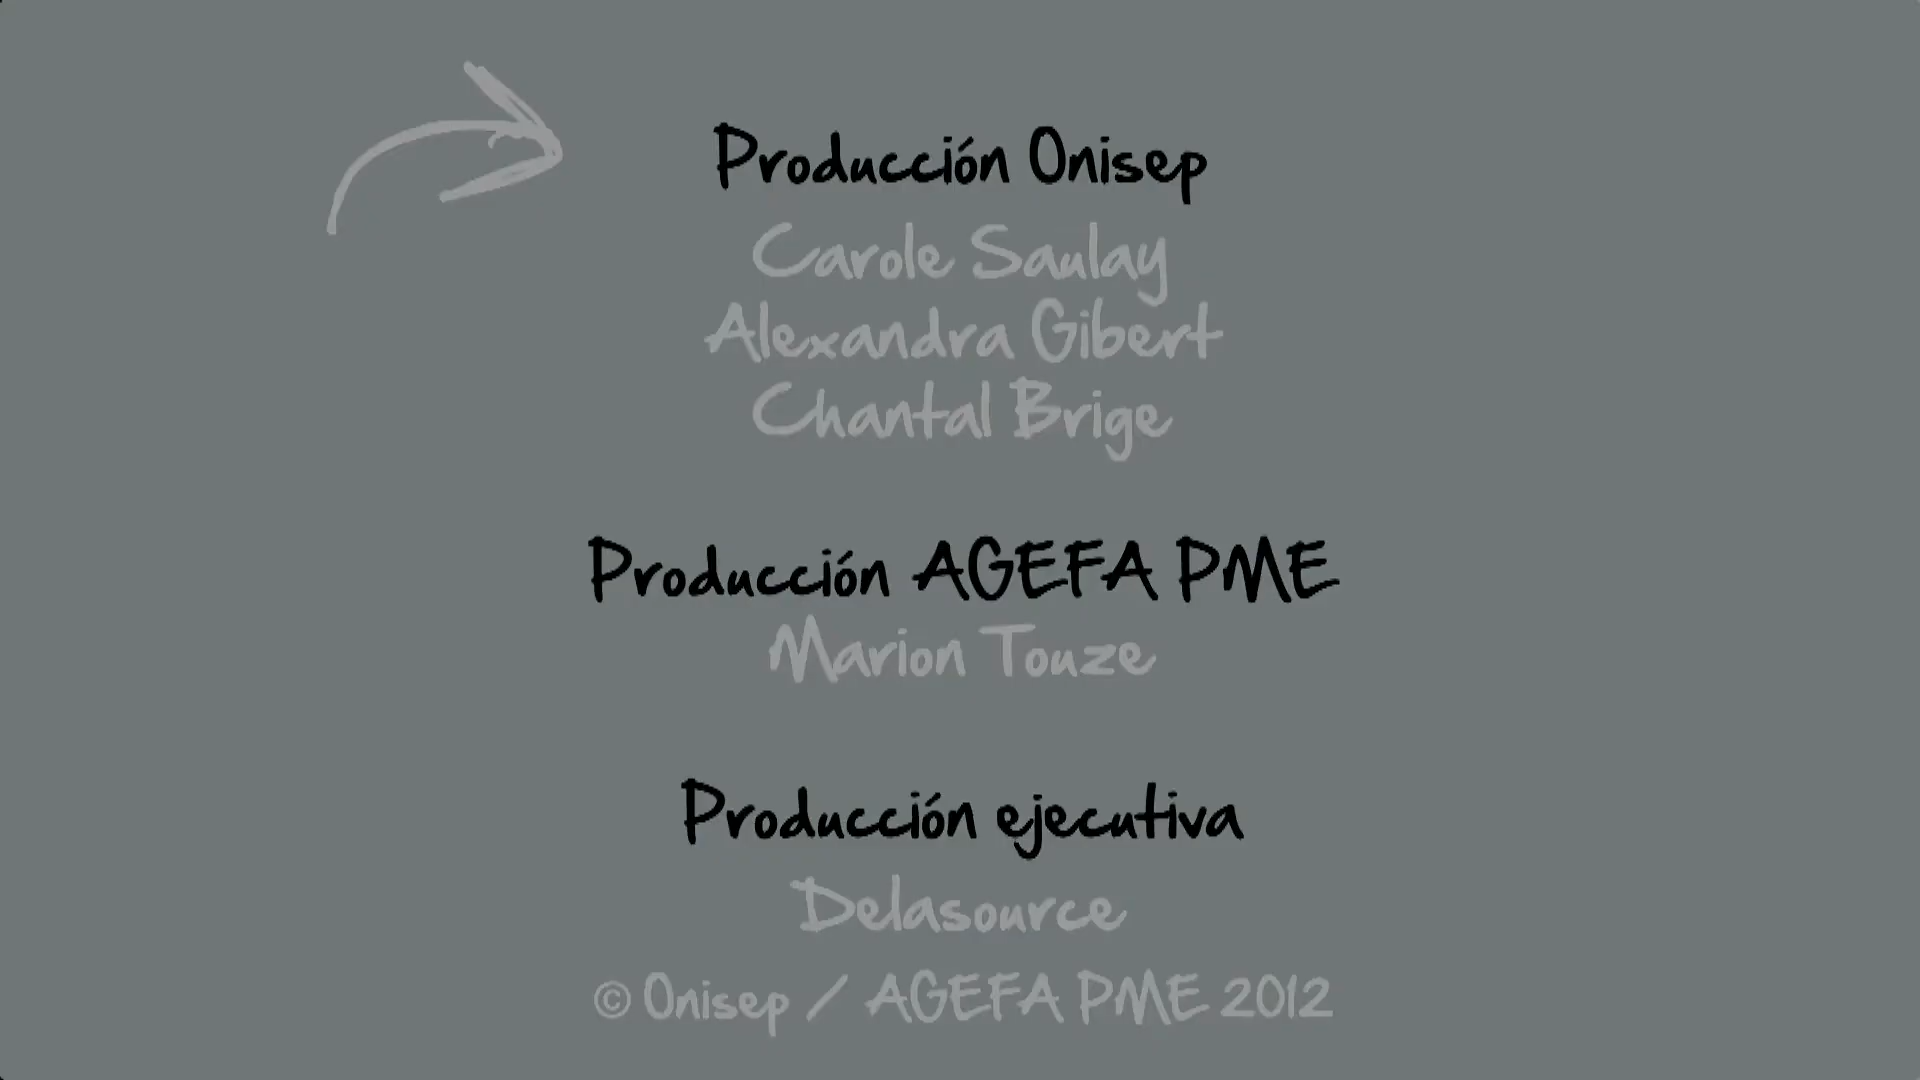 Producción Onisep
Carole Saulay
Alexandra Gibert
Chantal Brige
Producción AGEFA PME
Marion Touze
Producción ejecutiva
Delasource
© Onisep / AGEFA PME 2012